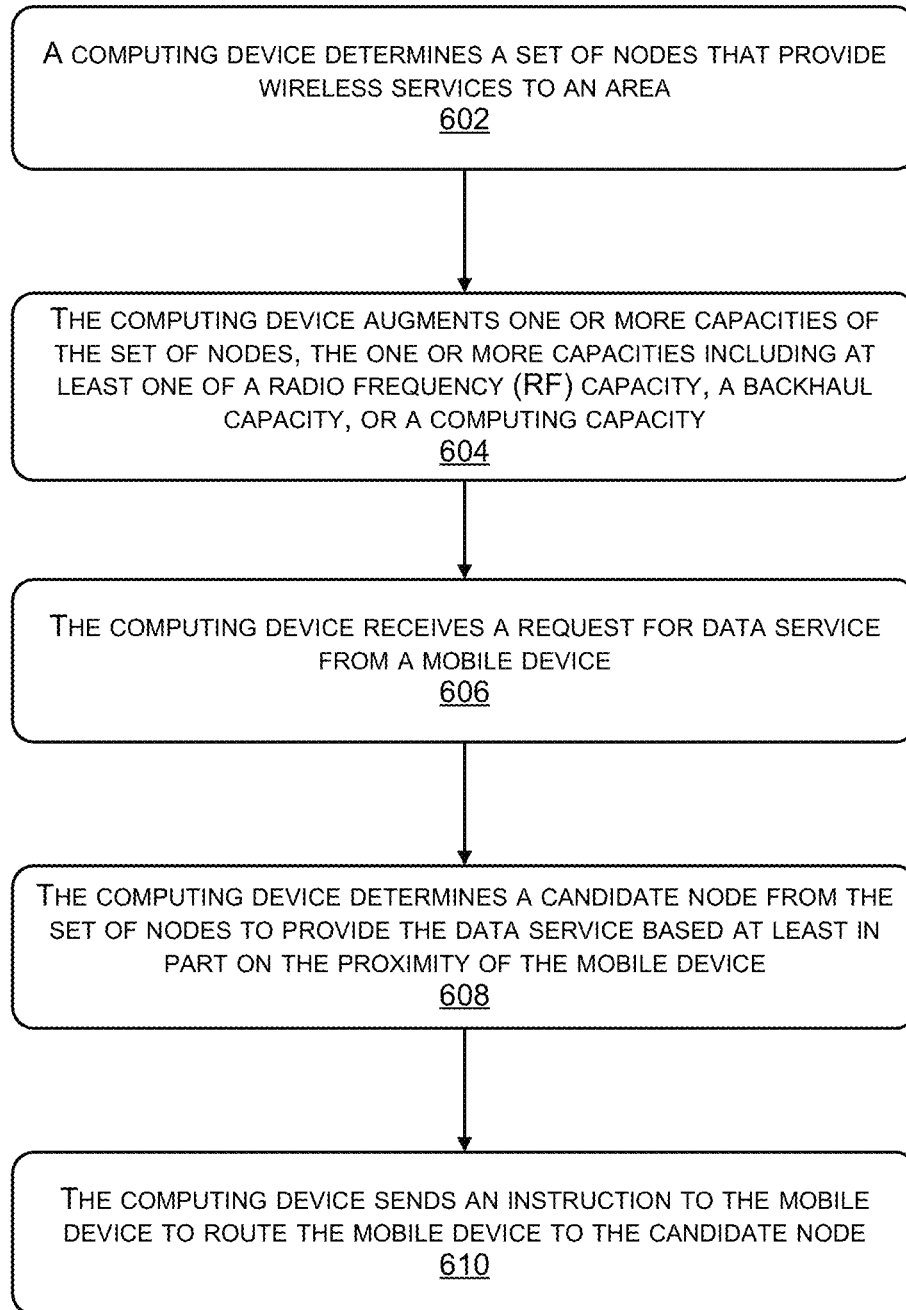 A COMPUTING DEVICE DETERMINES A SET OF NODES THAT PROVIDE
WIRELESS SERVICES TO AN AREA
602
THE COMPUTING DEVICE AUGMENTS ONE OR MORE CAPACITIES OF
THE SET OF NODES, THE ONE OR MORE CAPACITIES INCLUDING AT
LEAST ONE OF A RADIO FREQUENCY (RF) CAPACITY, A BACKHAUL
CAPACITY, OR A COMPUTING CAPACITY
604
THE COMPUTING DEVICE RECEIVES A REQUEST FOR DATA SERVICE
FROM A MOBILE DEVICE
606
THE COMPUTING DEVICE DETERMINES A CANDIDATE NODE FROM THE
SET OF NODES TO PROVIDE THE DATA SERVICE BASED AT LEAST IN
PART ON THE PROXIMITY OF THE MOBILE DEVICE
608
THE COMPUTING DEVICE SENDS AN INSTRUCTION TO THE MOBILE
DEVICE TO ROUTE THE MOBILE DEVICE TO THE CANDIDATE NODE
610